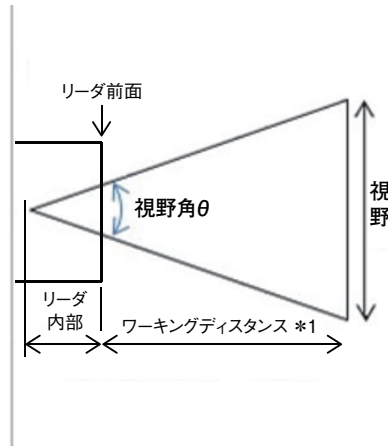 リーダ前面
視野角θ
視
野
リーダ
内部
ワーキングディスタンス *1